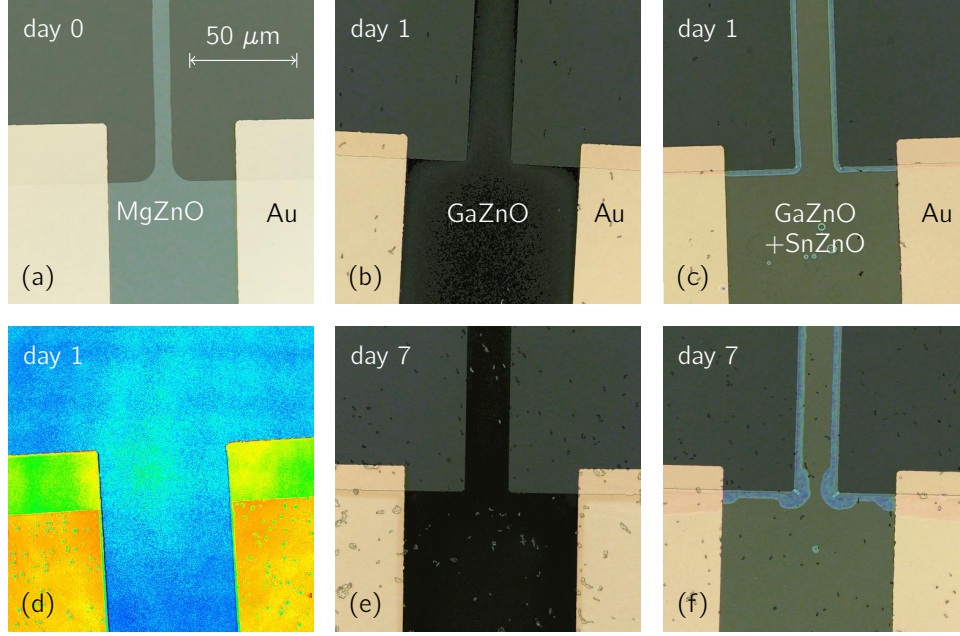 day 0
50 μm
MgZnO
Au
(a)
day 1
GaZnO
Au
(b)
day 1
GaZnO
+SnZnO
Au
(c)
day 1
(d)
day 7
(e)
day 7
(f)